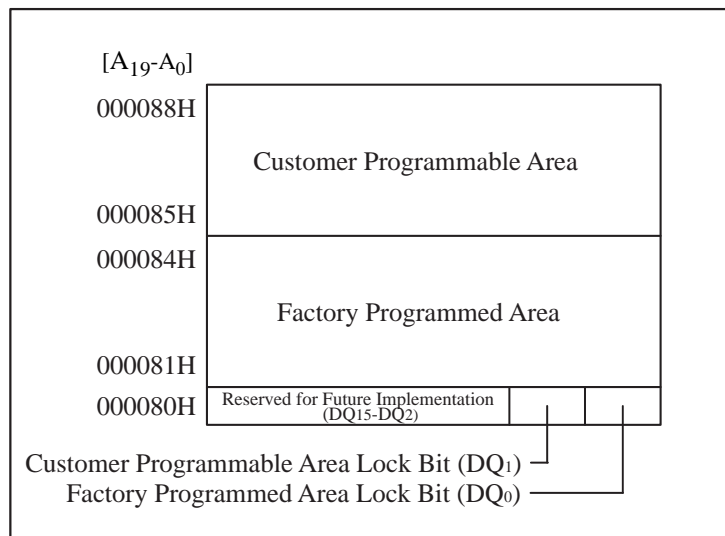 [A19-A0]
000088H
Customer Programmable Area
000085H
000084H
Factory Programmed Area
000081H
000080H
Reserved for Future Implementation
(DQ15-DQ2)
Customer Programmable Area Lock Bit (DQ1)
Factory Programmed Area Lock Bit (DQ0)